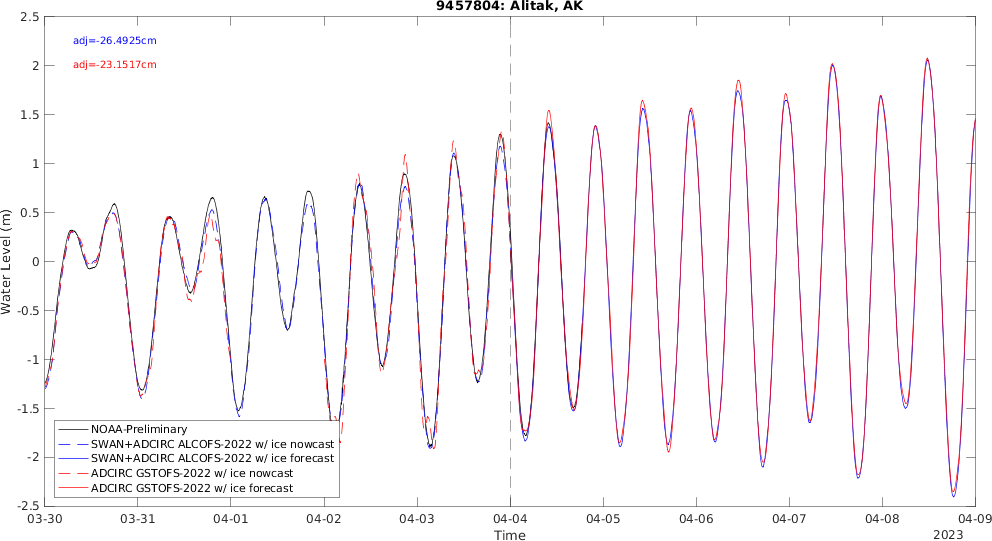 9457804: Alitak, AK
adj=-26.4925cm
adj=-23.1517cm
2.5
2
1.5
1
0.5
0
-0.5
-1
-1.5
-2
-2.5
Water Level (m)
NOAA-Preliminary
SWAN+ADCIRC ALCOFS-2022 w/ ice nowcast
SWAN+ADCIRC ALCOFS-2022 w/ ice forecast
ADCIRC GSTOFS-2022 w/ ice nowcast
ADCIRC GSTOFS-2022 w/ ice forecast
03-30 03-31 04-01 04-02 04-03 04-04 04-05 04-06 04-07 04-08 04-09
Time
2023